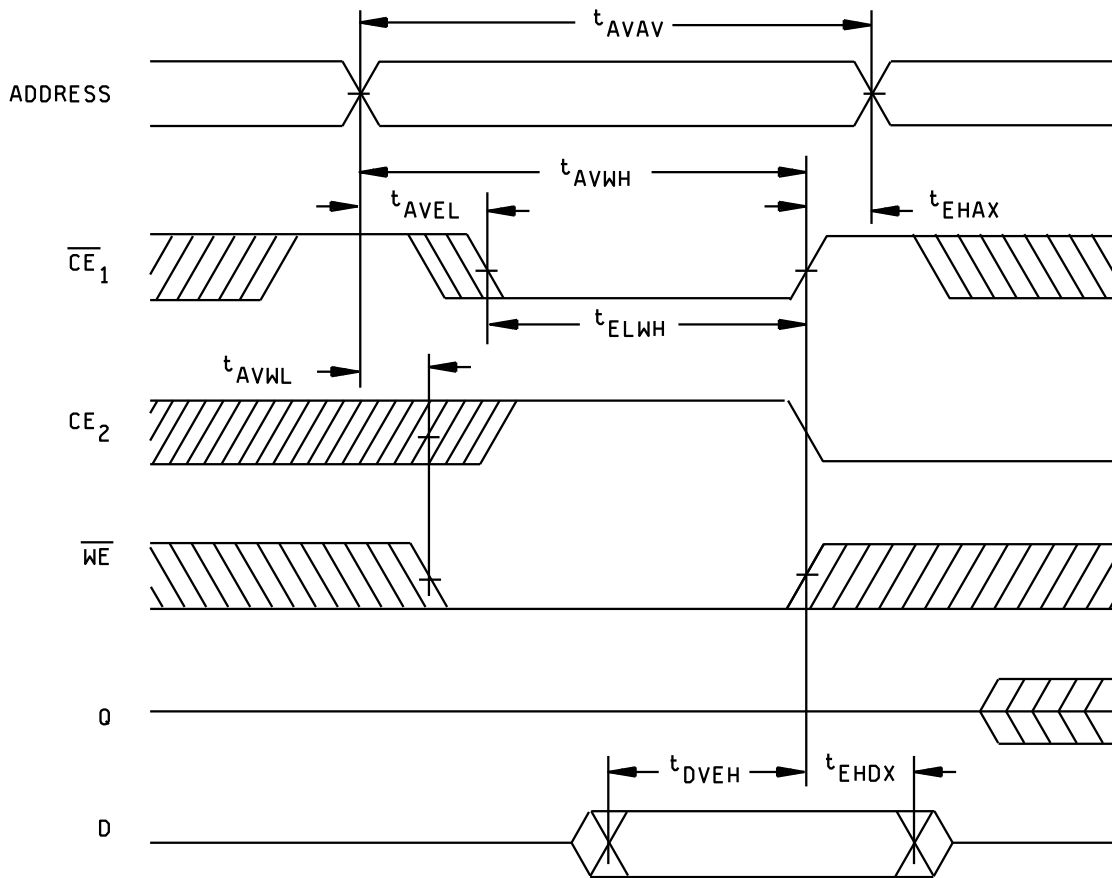 tAVAV
ADDRESS
tAVWH
tAVEL
tEHAX
CE1
tELWH
tAVWL
CE2
WE
Q
tDVEH
tEHDX
D